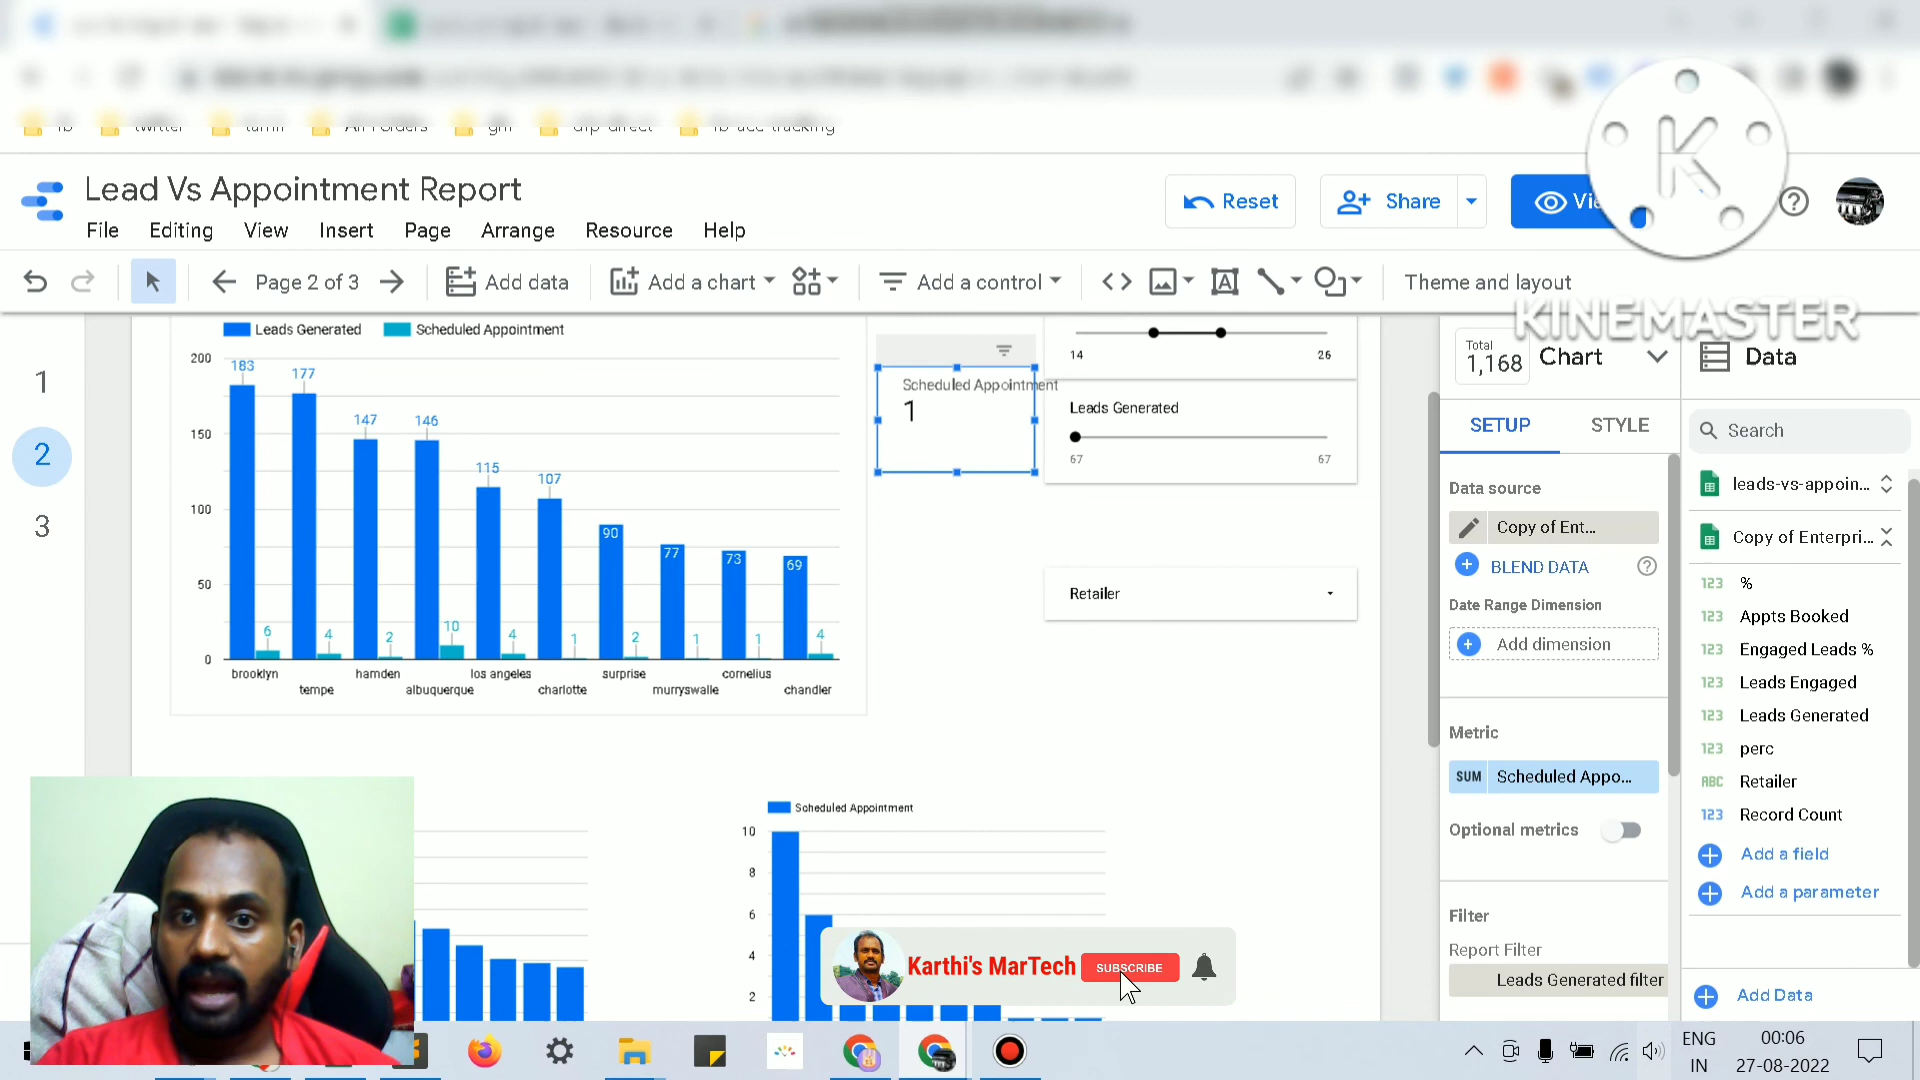 Lead Vs Appointment Report
Reset
Share
File Editing View Insert Page Arrange Resource Help
Page 2 of 3
Add data
Add a chart
Add a control
Theme and layout
KINEMASTER
K
1
2
3
Leads Generated
Scheduled Appointment
200
150
100
50
0
183
177
147
146
115
107
90
77
73
69
6
4
2
10
4
1
2
1
1
4
brooklyn
tempe
hamden
albuquerque
los angeles
charlotte
surprise
murryswalle
cornelius
chandler
Scheduled Appointment
1
14
26
Leads Generated
67
67
Retailer
Scheduled Appointment
10
8
6
4
2
Karthi's MarTech
SUBSCRIBE
Total
1,168
Chart
SETUP
STYLE
Data source
Copy of Ent...
BLEND DATA
Date Range Dimension
Add dimension
Metric
SUM Scheduled Appo...
Optional metrics
Filter
Report Filter
Leads Generated filter
Data
Search
leads-vs-appoin...
Copy of Enterpri...
123 %
123 Appts Booked
123 Engaged Leads %
123 Leads Engaged
123 Leads Generated
123 perc
ABC Retailer
123 Record Count
Add a field
Add a parameter
Add Data
ENG
IN
00:06
27-08-2022